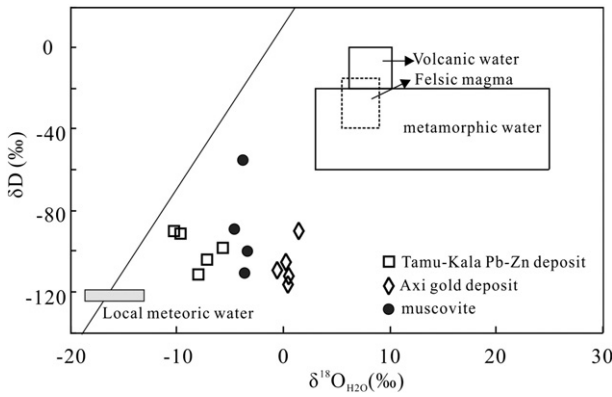 0
-40
-80
-120
δD (‰)
Volcanic water
Felsic magma
metamorphic water
Tamu-Kala Pb-Zn deposit
Axi gold deposit
muscovite
Local meteoric water
-20 -10 0 10 20 30
δ¹⁸O_H2O(‰)